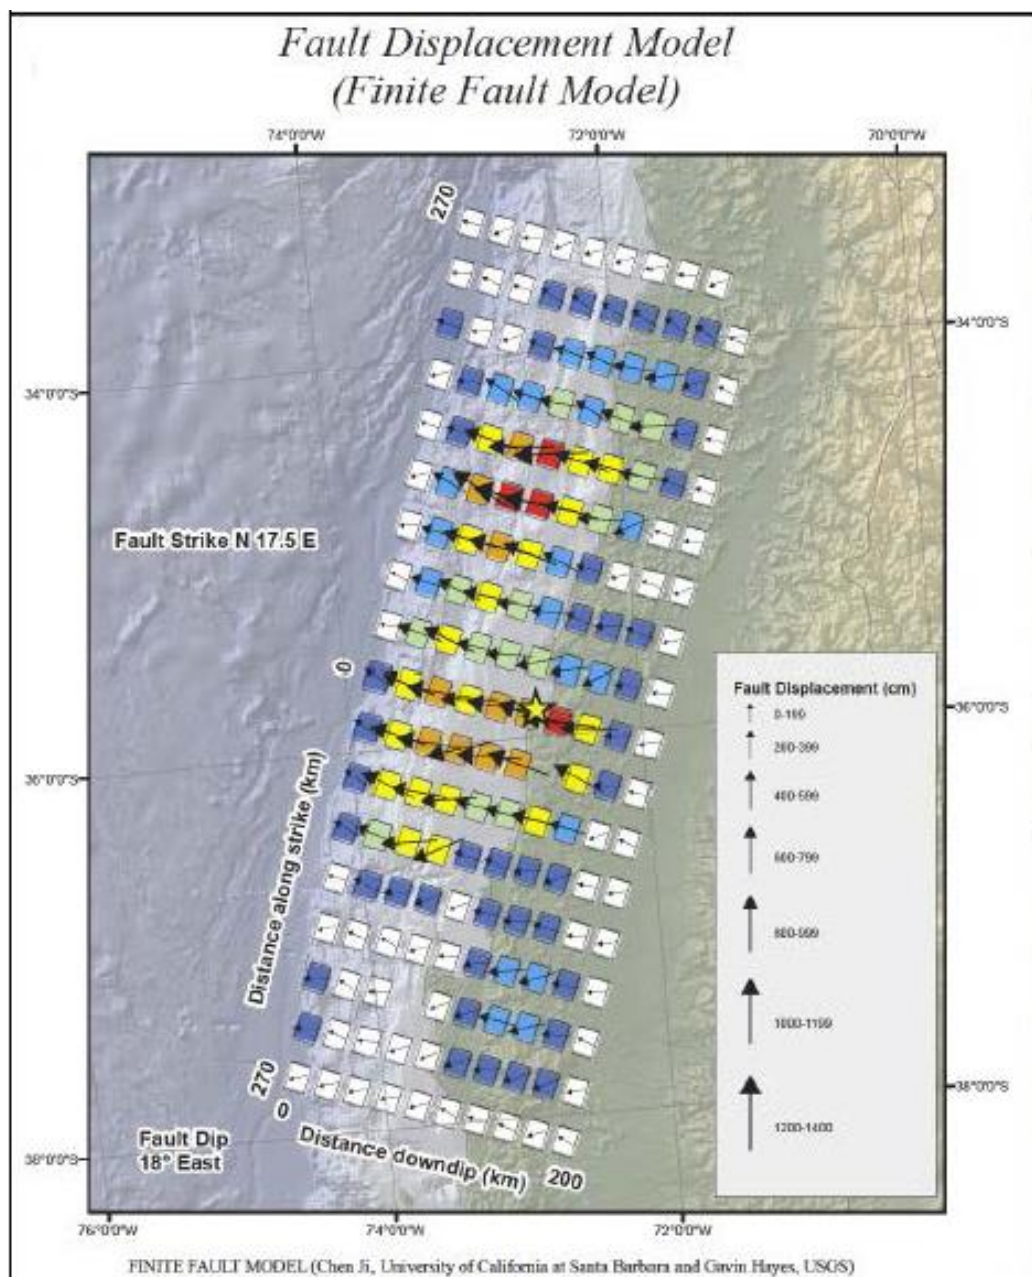 Fault Displacement Model
(Finite Fault Model)
74°0'0"W
72°0'0"W
70°0'0"W
270
34°0'0"S
34°0'0"S
Fault Strike N 17.5 E
0
Fault Displacement (cm)
0-199
200-399
400-599
600-799
800-999
1000-1199
1200-1400
36°0'0"S
36°0'0"S
Distance along strike (km)
270
0
Distance downdip (km)
200
Fault Dip
18° East
38°0'0"S
38°0'0"S
76°0'0"W
74°0'0"W
72°0'0"W
FINITE FAULT MODEL (Chen Ji, University of California at Santa Barbara and Gavin Hayes, USGS)